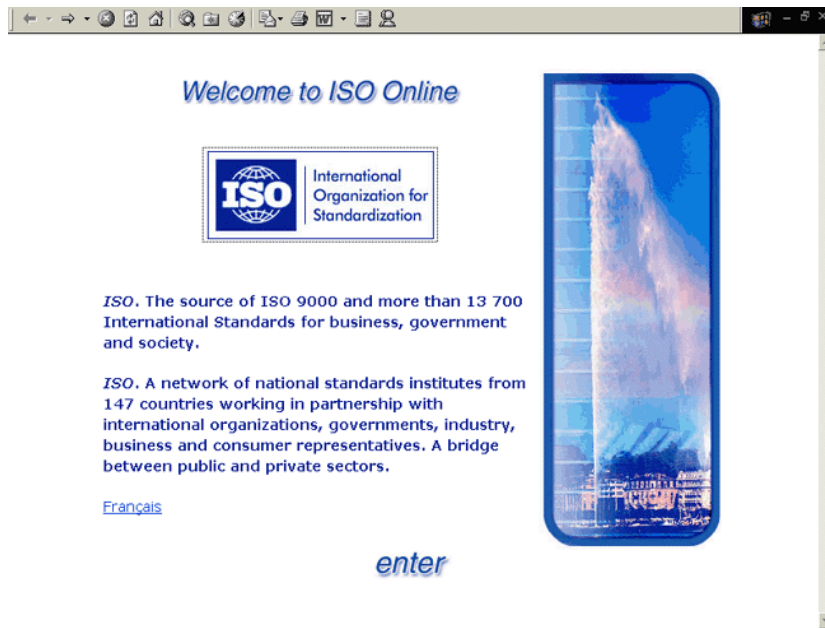 Welcome to ISO Online
ISO
International
Organization for
Standardization
ISO. The source of ISO 9000 and more than 13 700
International Standards for business, government
and society.
ISO. A network of national standards institutes from
147 countries working in partnership with
international organizations, governments, industry,
business and consumer representatives. A bridge
between public and private sectors.
Français
enter